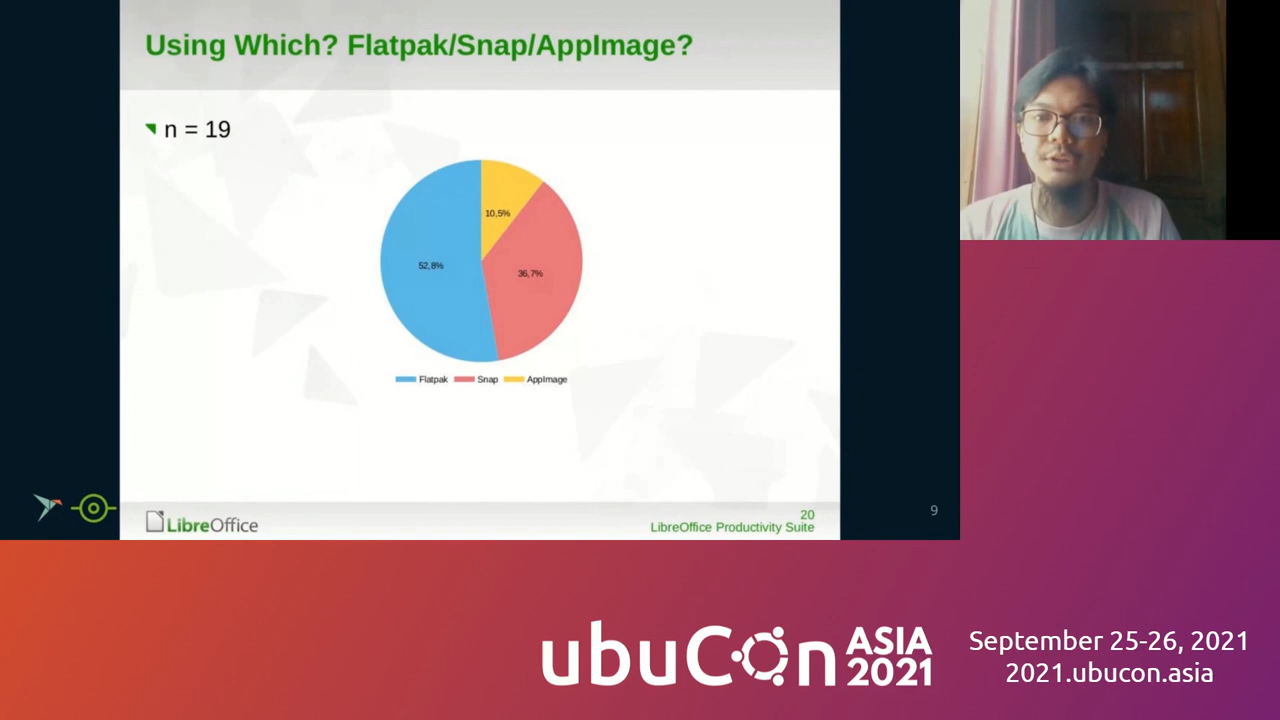 Using Which? Flatpak/Snap/AppImage?
n = 19
10,5%
52,8%
36,7%
Flatpak Snap AppImage
LibreOffice
20
LibreOffice Productivity Suite
9
ubuCon ASIA 2021
September 25-26, 2021
2021.ubucon.asia